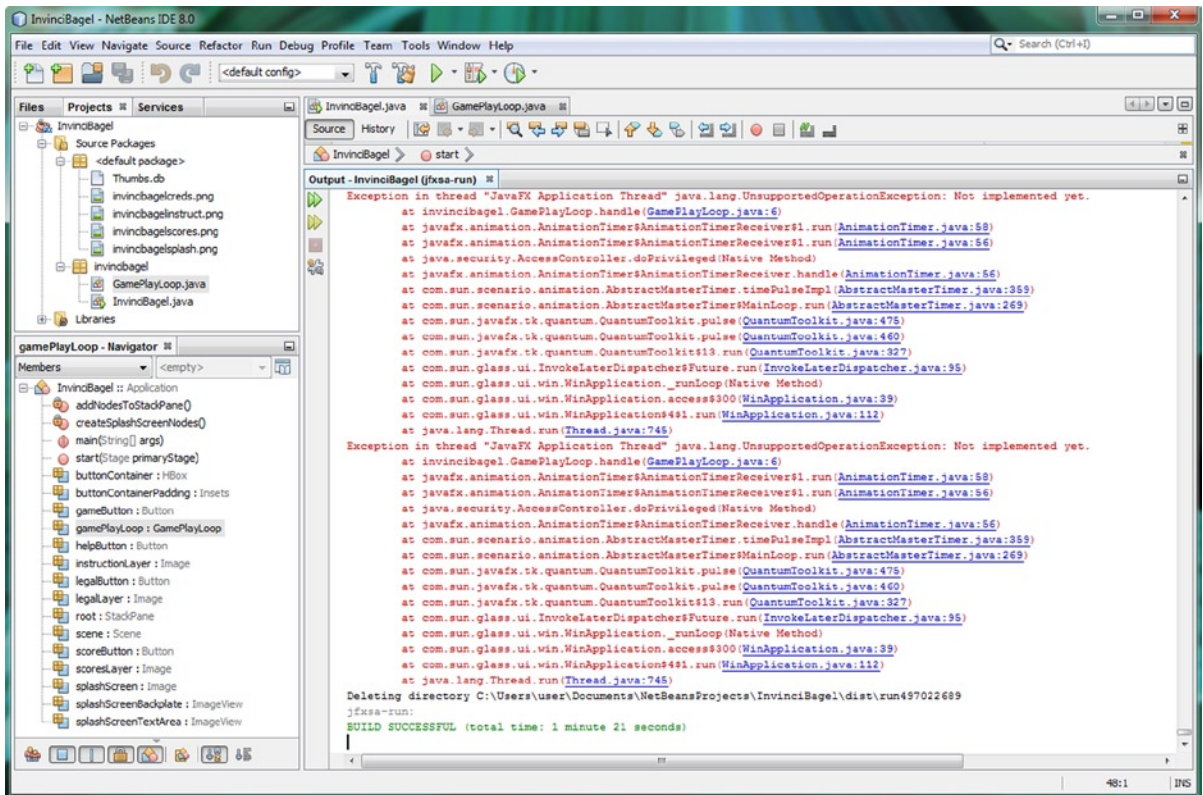 InvinciBagel - NetBeans IDE 8.0
File Edit View Navigate Source Refactor Run Debug Profile Team Tools Window Help
Search (Ctrl+I)
<default config>
Files Projects Services
InvinciBagel
Source Packages
<default package>
Thumbs.db
invincibagelcreds.png
invincibagelinstruct.png
invincibagelscores.png
invincibagelsplash.png
invincibagel
GamePlayLoop.java
InvinciBagel.java
Libraries
gamePlayLoop - Navigator
Members <empty>
InvinciBagel :: Application
addNodesToStackPane()
createSplashScreenNodes()
main(String[] args)
start(Stage primaryStage)
buttonContainer : HBox
buttonContainerPadding : Insets
gameButton : Button
gamePlayLoop : GamePlayLoop
helpButton : Button
instructionLayer : Image
legalButton : Button
legalLayer : Image
root : StackPane
scene : Scene
scoreButton : Button
scoresLayer : Image
splashScreen : Image
splashScreenBackplate : ImageView
splashScreenTextArea : ImageView
InvinciBagel.java GamePlayLoop.java
Source History
InvinciBagel start
Output - InvinciBagel (jfxsa-run)
Exception in thread "JavaFX Application Thread" java.lang.UnsupportedOperationException: Not implemented yet.
at invincibagel.GamePlayLoop.handle(GamePlayLoop.java:6)
at javafx.animation.AnimationTimer$AnimationTimerReceiver$1.run(AnimationTimer.java:58)
at javafx.animation.AnimationTimer$AnimationTimerReceiver$1.run(AnimationTimer.java:56)
at java.security.AccessController.doPrivileged(Native Method)
at javafx.animation.AnimationTimer$AnimationTimerReceiver.handle(AnimationTimer.java:56)
at com.sun.scenario.animation.AbstractMasterTimer.timePulseImpl(AbstractMasterTimer.java:359)
at com.sun.scenario.animation.AbstractMasterTimer$MainLoop.run(AbstractMasterTimer.java:269)
at com.sun.javafx.tk.quantum.QuantumToolkit.pulse(QuantumToolkit.java:475)
at com.sun.javafx.tk.quantum.QuantumToolkit.pulse(QuantumToolkit.java:460)
at com.sun.javafx.tk.quantum.QuantumToolkit$13.run(QuantumToolkit.java:327)
at com.sun.glass.ui.InvokeLaterDispatcher$Future.run(InvokeLaterDispatcher.java:95)
at com.sun.glass.ui.win.WinApplication._runLoop(Native Method)
at com.sun.glass.ui.win.WinApplication.access$300(WinApplication.java:39)
at com.sun.glass.ui.win.WinApplication$4$1.run(WinApplication.java:112)
at java.lang.Thread.run(Thread.java:745)
Exception in thread "JavaFX Application Thread" java.lang.UnsupportedOperationException: Not implemented yet.
at invincibagel.GamePlayLoop.handle(GamePlayLoop.java:6)
at javafx.animation.AnimationTimer$AnimationTimerReceiver$1.run(AnimationTimer.java:58)
at javafx.animation.AnimationTimer$AnimationTimerReceiver$1.run(AnimationTimer.java:56)
at java.security.AccessController.doPrivileged(Native Method)
at javafx.animation.AnimationTimer$AnimationTimerReceiver.handle(AnimationTimer.java:56)
at com.sun.scenario.animation.AbstractMasterTimer.timePulseImpl(AbstractMasterTimer.java:359)
at com.sun.scenario.animation.AbstractMasterTimer$MainLoop.run(AbstractMasterTimer.java:269)
at com.sun.javafx.tk.quantum.QuantumToolkit.pulse(QuantumToolkit.java:475)
at com.sun.javafx.tk.quantum.QuantumToolkit.pulse(QuantumToolkit.java:460)
at com.sun.javafx.tk.quantum.QuantumToolkit$13.run(QuantumToolkit.java:327)
at com.sun.glass.ui.InvokeLaterDispatcher$Future.run(InvokeLaterDispatcher.java:95)
at com.sun.glass.ui.win.WinApplication._runLoop(Native Method)
at com.sun.glass.ui.win.WinApplication.access$300(WinApplication.java:39)
at com.sun.glass.ui.win.WinApplication$4$1.run(WinApplication.java:112)
at java.lang.Thread.run(Thread.java:745)
Deleting directory C:\Users\user\Documents\NetBeansProjects\InvinciBagel\dist\run497022689
jfxsa-run:
BUILD SUCCESSFUL (total time: 1 minute 21 seconds)
48:1 INS